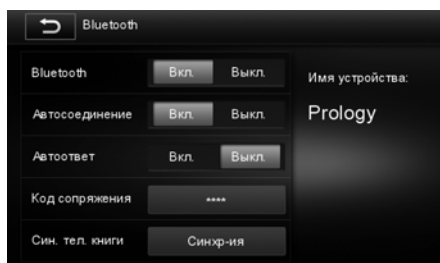 Bluetooth
Bluetooth Вкл. Выкл.
Имя устройства:
Автосоединение Вкл. Выкл.
Prology
Автоответ Вкл. Выкл.
Код сопряжения ****
Син. тел. книги Синхр-ия